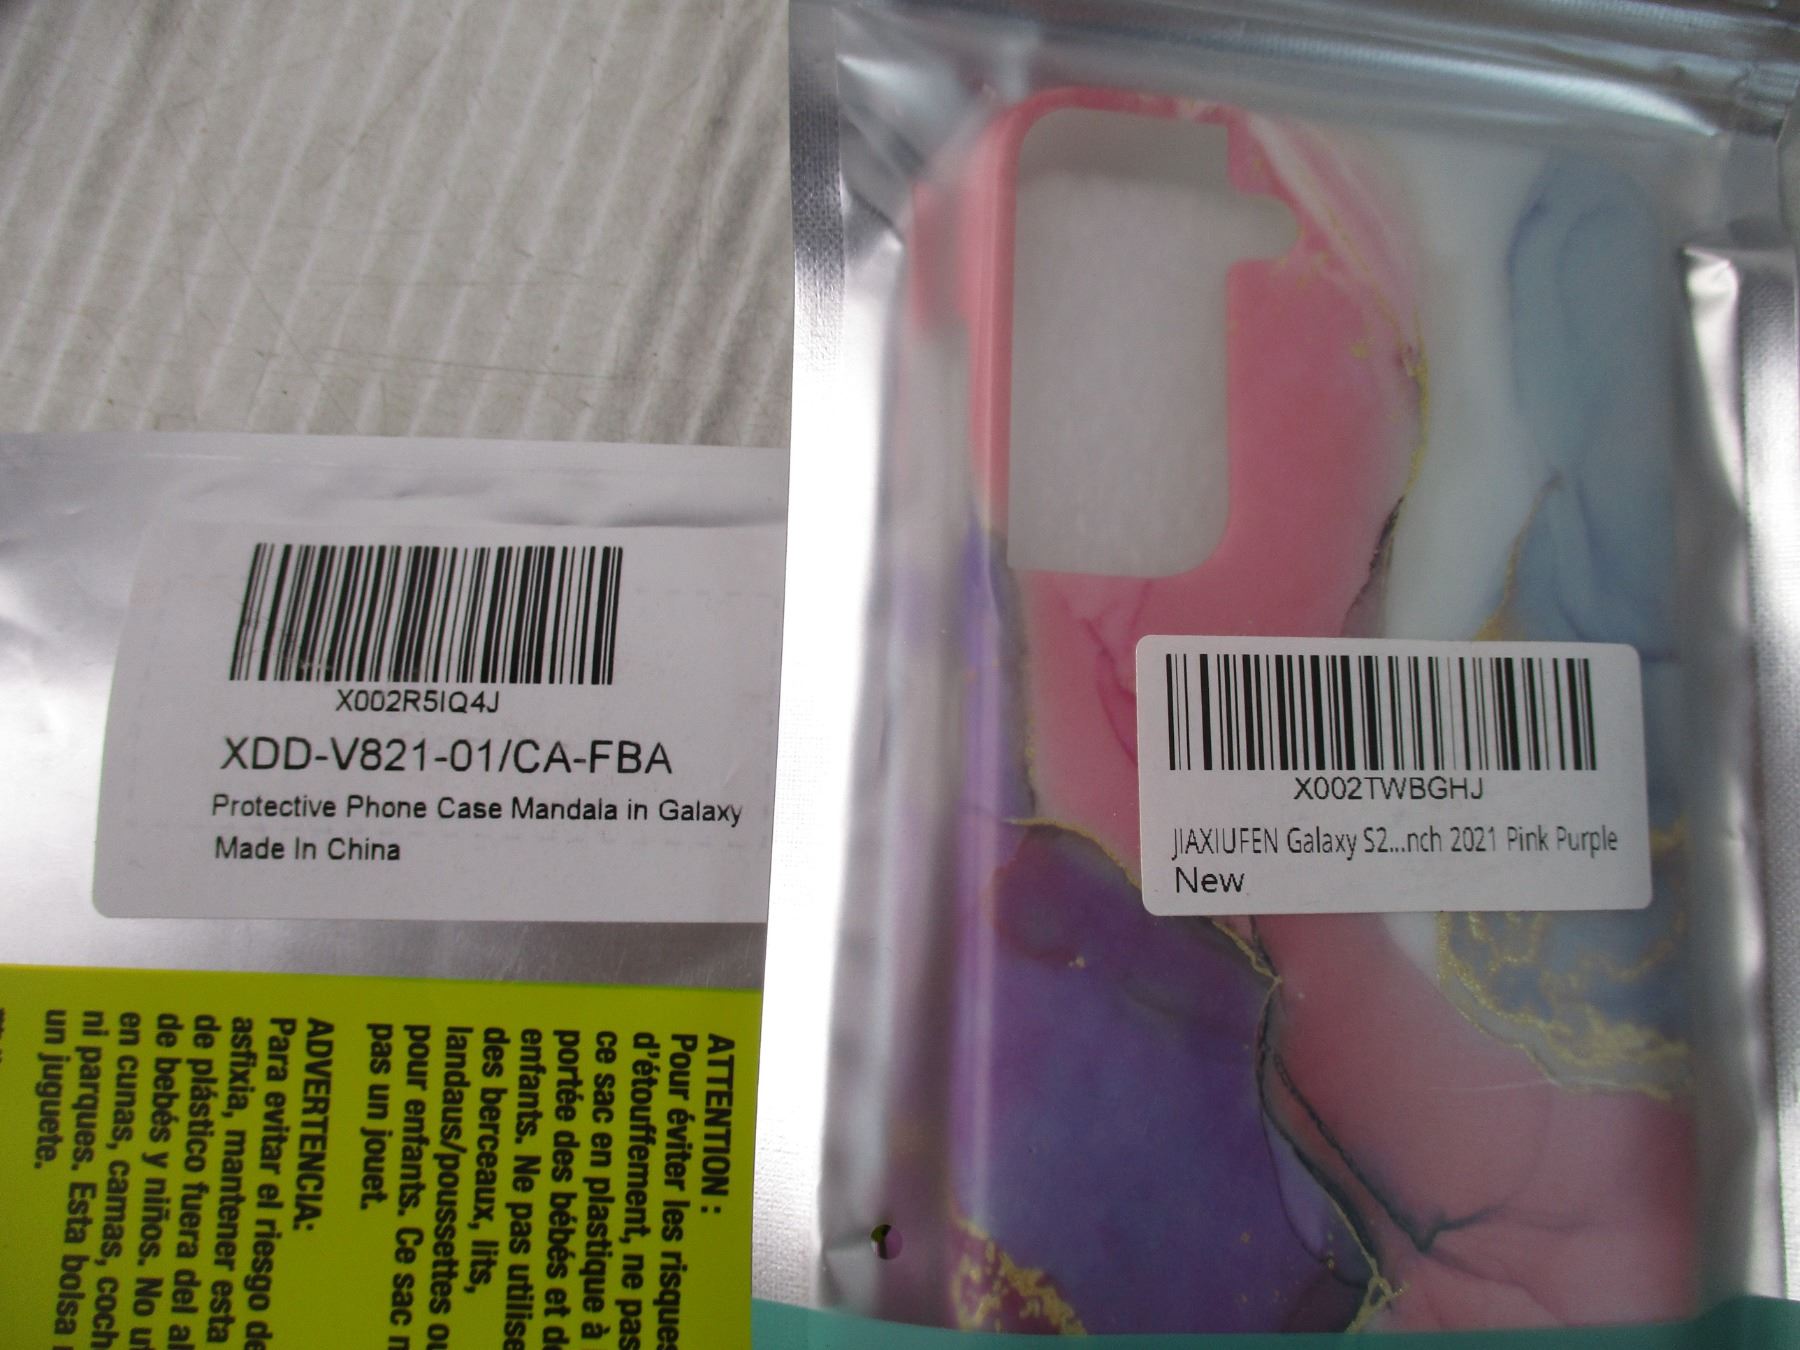 X002R5IQ4J
XDD-V821-01/CA-FBA
Protective Phone Case Mandala in Galaxy
Made In China
X002TWBGHJ
JIAXIUFEN Galaxy S2...nch 2021 Pink Purple
New
ATTENTION :
Pour éviter les risques
d'étouffement, ne pas
ce sac en plastique à
portée des bébés et d
enfants. Ne pas utilise
des berceaux, lits,
landaus/poussettes ou
pour enfants. Ce sac n
pas un jouet.
ADVERTENCIA:
Para evitar el riesgo de
asfixia, mantener esta
de plástico fuera del al
de bebés y niños. No ut
en cunas, camas, coch
ni parques. Esta bolsa
un juguete.